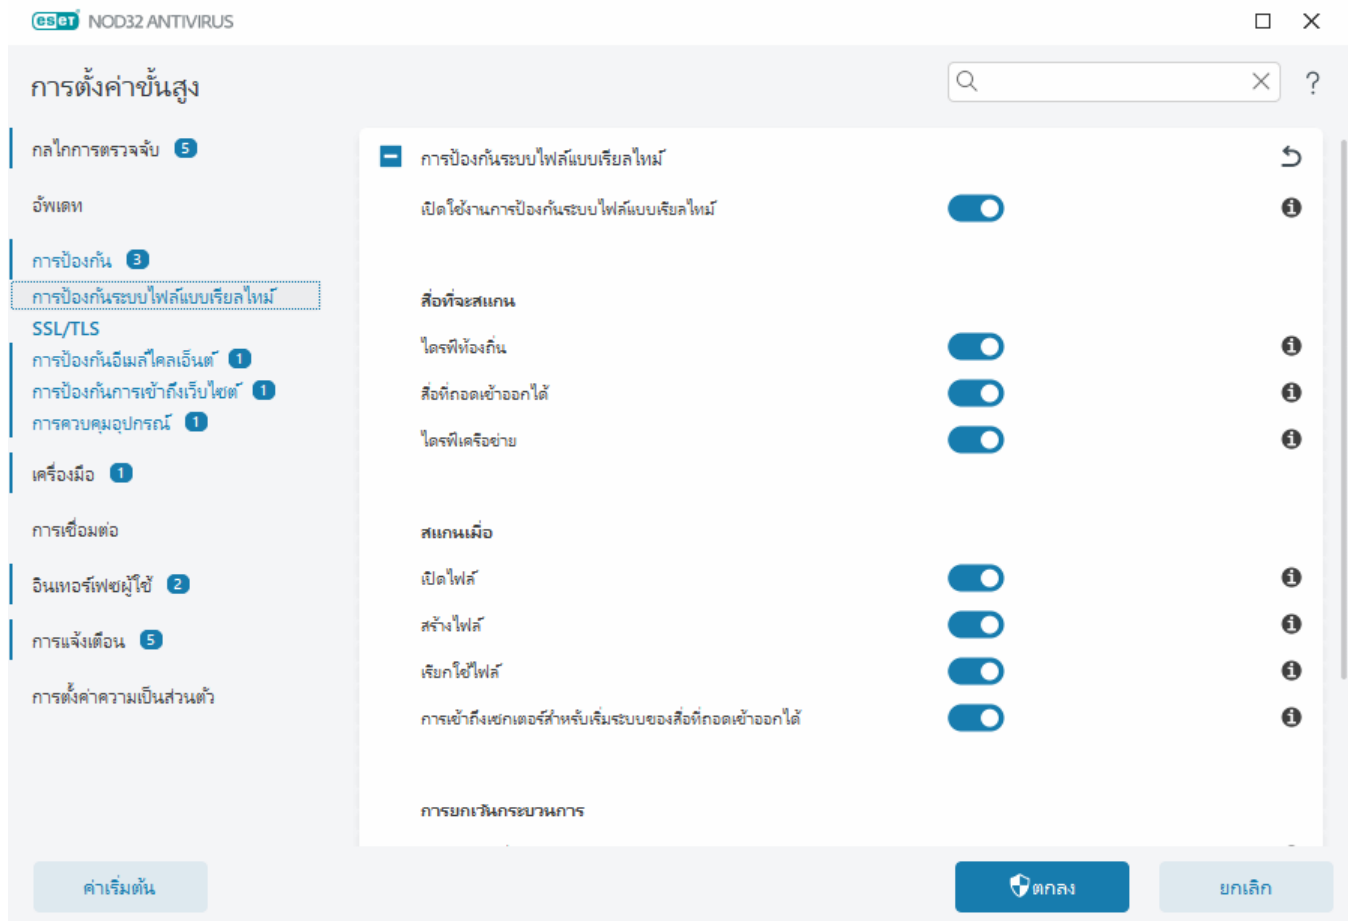 eset NOD32 ANTIVIRUS
การตั้งค่าขั้นสูง
?
กลไกการตรวจจับ 5
อัพเดท
การป้องกัน 3
การป้องกันระบบไฟล์แบบเรียลไทม์
SSL/TLS
การป้องกันอีเมลไคลเอ็นต์ 1
การป้องกันการเข้าถึงเว็บไซต์ 1
การควบคุมอุปกรณ์ 1
เครื่องมือ 1
การเชื่อมต่อ
อินเทอร์เฟซผู้ใช้ 2
การแจ้งเตือน 5
การตั้งค่าความเป็นส่วนตัว
การป้องกันระบบไฟล์แบบเรียลไทม์
เปิดใช้งานการป้องกันระบบไฟล์แบบเรียลไทม์
สื่อที่จะสแกน
ไดรฟ์ท้องถิ่น
สื่อที่ถอดเข้าออกได้
ไดรฟ์เครือข่าย
สแกนเมื่อ
เปิดไฟล์
สร้างไฟล์
เรียกใช้ไฟล์
การเข้าถึงเซกเตอร์สำหรับเริ่มระบบของสื่อที่ถอดเข้าออกได้
การยกเว้นกระบวนการ
ค่าเริ่มต้น
ตกลง
ยกเลิก